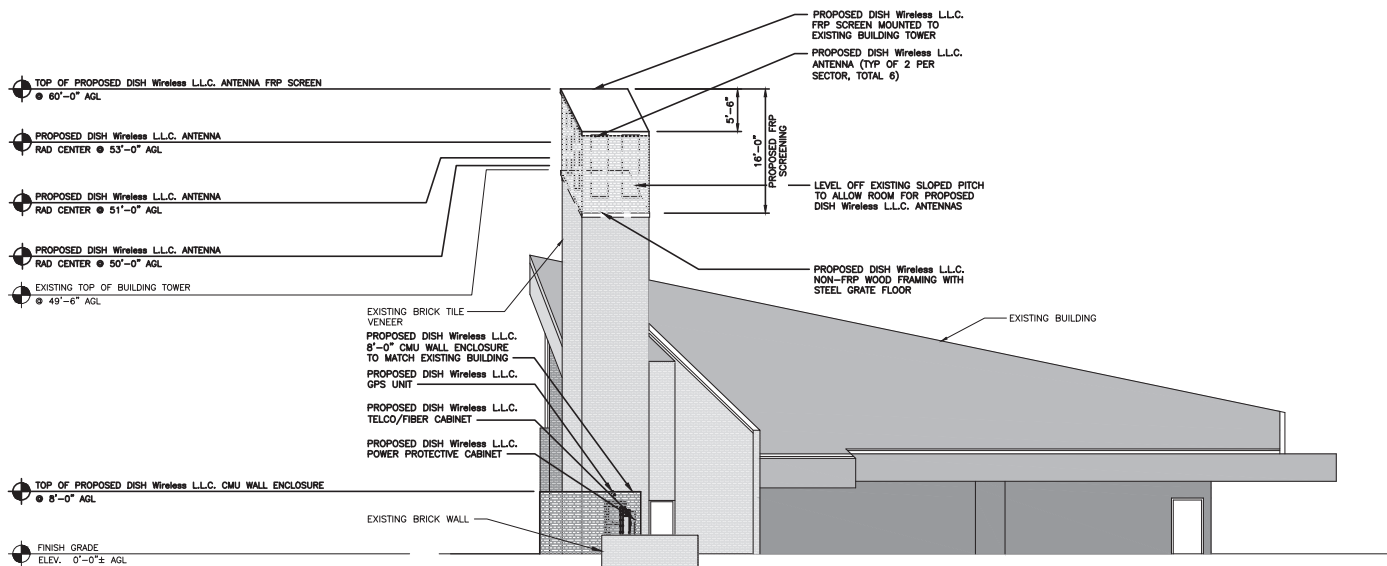 PROPOSED DISH Wireless L.L.C.
FRP SCREEN MOUNTED TO
EXISTING BUILDING TOWER
PROPOSED DISH Wireless L.L.C.
ANTENNA (TYP OF 2 PER
SECTOR, TOTAL 6)
TOP OF PROPOSED DISH Wireless L.L.C. ANTENNA FRP SCREEN
@ 60'-0" AGL
5'-6"
16'-0"
PROPOSED FRP
SCREENING
PROPOSED DISH Wireless L.L.C. ANTENNA
RAD CENTER @ 53'-0" AGL
LEVEL OFF EXISTING SLOPED PITCH
TO ALLOW ROOM FOR PROPOSED
DISH Wireless L.L.C. ANTENNAS
PROPOSED DISH Wireless L.L.C. ANTENNA
RAD CENTER @ 51'-0" AGL
PROPOSED DISH Wireless L.L.C. ANTENNA
RAD CENTER @ 50'-0" AGL
PROPOSED DISH Wireless L.L.C.
NON-FRP WOOD FRAMING WITH
STEEL GRATE FLOOR
EXISTING TOP OF BUILDING TOWER
@ 49'-6" AGL
EXISTING BRICK TILE
VENEER
EXISTING BUILDING
PROPOSED DISH Wireless L.L.C.
8'-0" CMU WALL ENCLOSURE
TO MATCH EXISTING BUILDING
PROPOSED DISH Wireless L.L.C.
GPS UNIT
PROPOSED DISH Wireless L.L.C.
TELCO/FIBER CABINET
PROPOSED DISH Wireless L.L.C.
POWER PROTECTIVE CABINET
TOP OF PROPOSED DISH Wireless L.L.C. CMU WALL ENCLOSURE
@ 8'-0" AGL
EXISTING BRICK WALL
FINISH GRADE
ELEV. 0'-0"± AGL